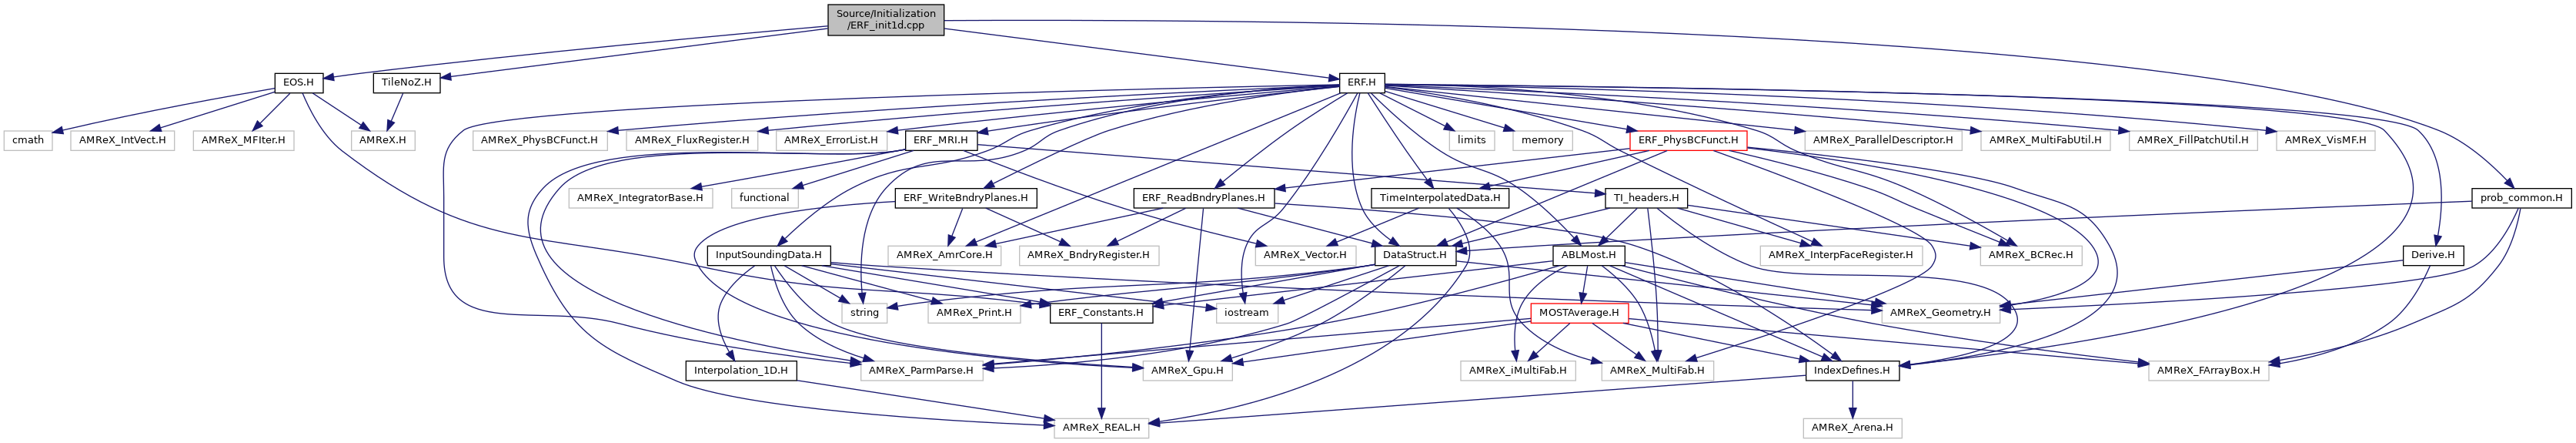 Source/Initialization
/ERF_init1d.cpp
EOS.H
TileNoZ.H
ERF.H
cmath
AMReX_IntVect.H
AMReX_MFIter.H
AMReX.H
AMReX_PhysBCFunct.H
AMReX_FluxRegister.H
AMReX_ErrorList.H
ERF_MRI.H
limits
memory
ERF_PhysBCFunct.H
AMReX_ParallelDescriptor.H
AMReX_MultiFabUtil.H
AMReX_FillPatchUtil.H
AMReX_VisMF.H
AMReX_IntegratorBase.H
functional
ERF_WriteBndryPlanes.H
ERF_ReadBndryPlanes.H
TimeInterpolatedData.H
TI_headers.H
prob_common.H
InputSoundingData.H
AMReX_AmrCore.H
AMReX_BndryRegister.H
AMReX_Vector.H
DataStruct.H
ABLMost.H
AMReX_InterpFaceRegister.H
AMReX_BCRec.H
Derive.H
string
AMReX_Print.H
ERF_Constants.H
iostream
MOSTAverage.H
AMReX_Geometry.H
Interpolation_1D.H
AMReX_ParmParse.H
AMReX_Gpu.H
AMReX_iMultiFab.H
AMReX_MultiFab.H
IndexDefines.H
AMReX_FArrayBox.H
AMReX_REAL.H
AMReX_Arena.H